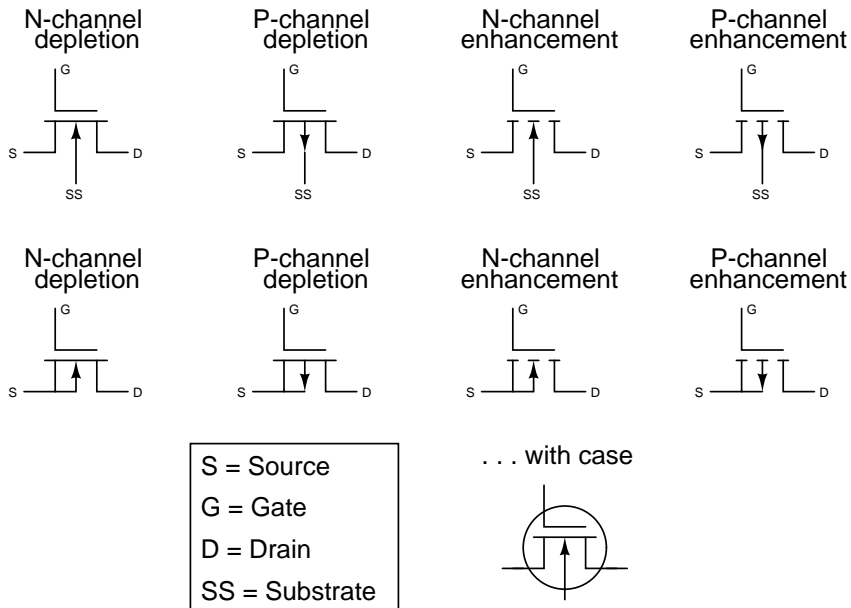 N-channel
depletion
P-channel
depletion
N-channel
enhancement
P-channel
enhancement
G
G
G
G
S
D
S
D
S
D
S
D
SS
SS
SS
SS
N-channel
depletion
P-channel
depletion
N-channel
enhancement
P-channel
enhancement
G
G
G
G
S
D
S
D
S
D
S
D
S = Source
G = Gate
D = Drain
SS = Substrate
. . . with case